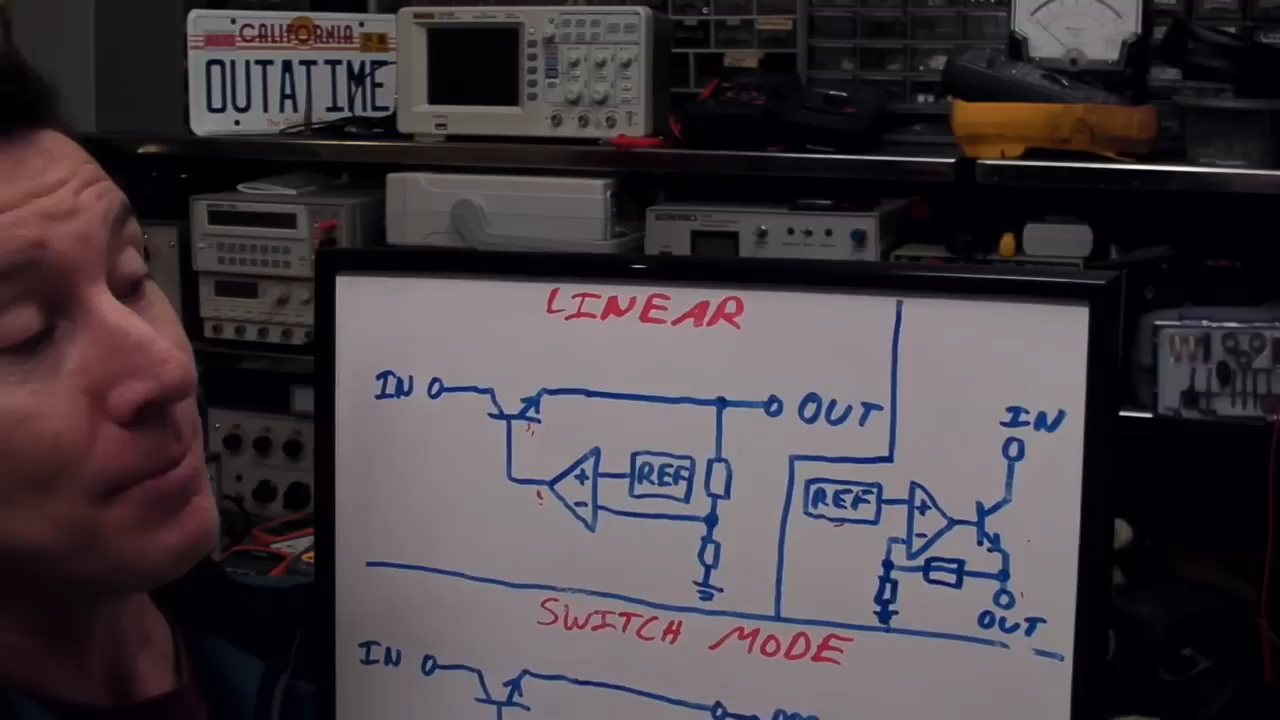 CALIFORNIA
OUTATIME
LINEAR
IN
OUT
+
REF
-
IN
REF
+
-
OUT
SWITCH MODE
IN